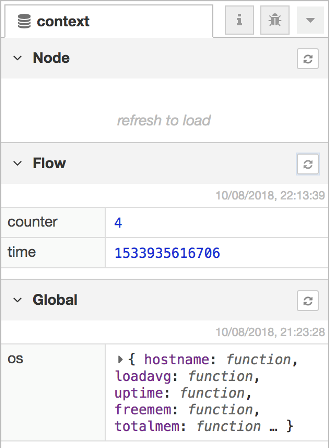 context
Node
refresh to load
Flow
10/08/2018, 22:13:39
counter 4
time 1533935616706
Global
10/08/2018, 21:23:28
os { hostname: function,
loadavg: function,
uptime: function,
freemem: function,
totalmem: function … }